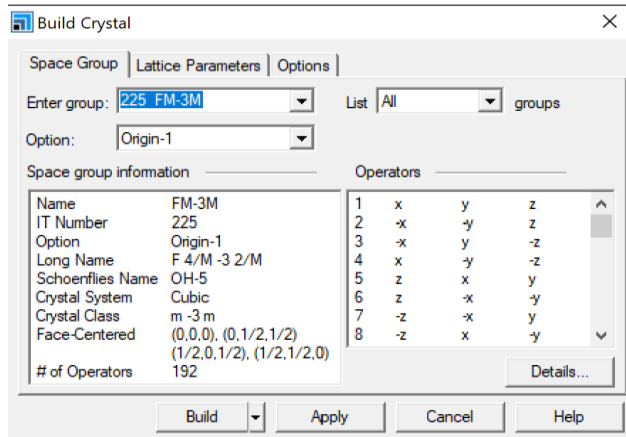 Build Crystal
Space Group Lattice Parameters Options
Enter group: 225 FM-3M List All groups
Option: Origin-1
Space group information Operators
Name FM-3M
IT Number 225
Option Origin-1
Long Name F 4/M -3 2/M
Schoenflies Name OH-5
Crystal System Cubic
Crystal Class m -3 m
Face-Centered (0,0,0), (0,1/2,1/2)
(1/2,0,1/2), (1/2,1/2,0)
# of Operators 192
1 x y z
2 -x -y z
3 -x y -z
4 x -y -z
5 z x y
6 z -x -y
7 -z -x y
8 -z x -y
Details...
Build Apply Cancel Help